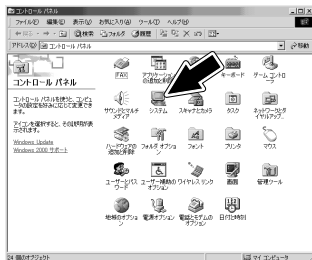 コントロール パネル
ファイル(F) 編集(E) 表示(V) お気に入り(A) ツール(T) ヘルプ(H)
戻る 検索 フォルダ 履歴
アドレス(D) コントロール パネル 移動
コントロール パネル
コントロール パネルを使うと、コンピュ
ータの設定を好みに応じて変更でき
ます。
アイコンを選択すると、その説明が表
示されます。
Windows Update
Windows 2000 サポート
FAX
アプリケーション
の追加と削除
キーボード
ゲーム コントロ
ーラ
サウンドとマルチ
メディア
システム
スキャナとカメラ
タスク
ネットワークとダ
イヤルアップ...
ハードウェアの
追加と削除
フォルダ オプショ
ン
フォント
プリンタ
マウス
ユーザーとパス
ワード
ユーザー補助の
オプション
ワイヤレス リンク
画面
管理ツール
地域のオプショ
ン
電源オプション
電話とモデムの
オプション
日付と時刻
24 個のオブジェクト
マイ コンピュータ